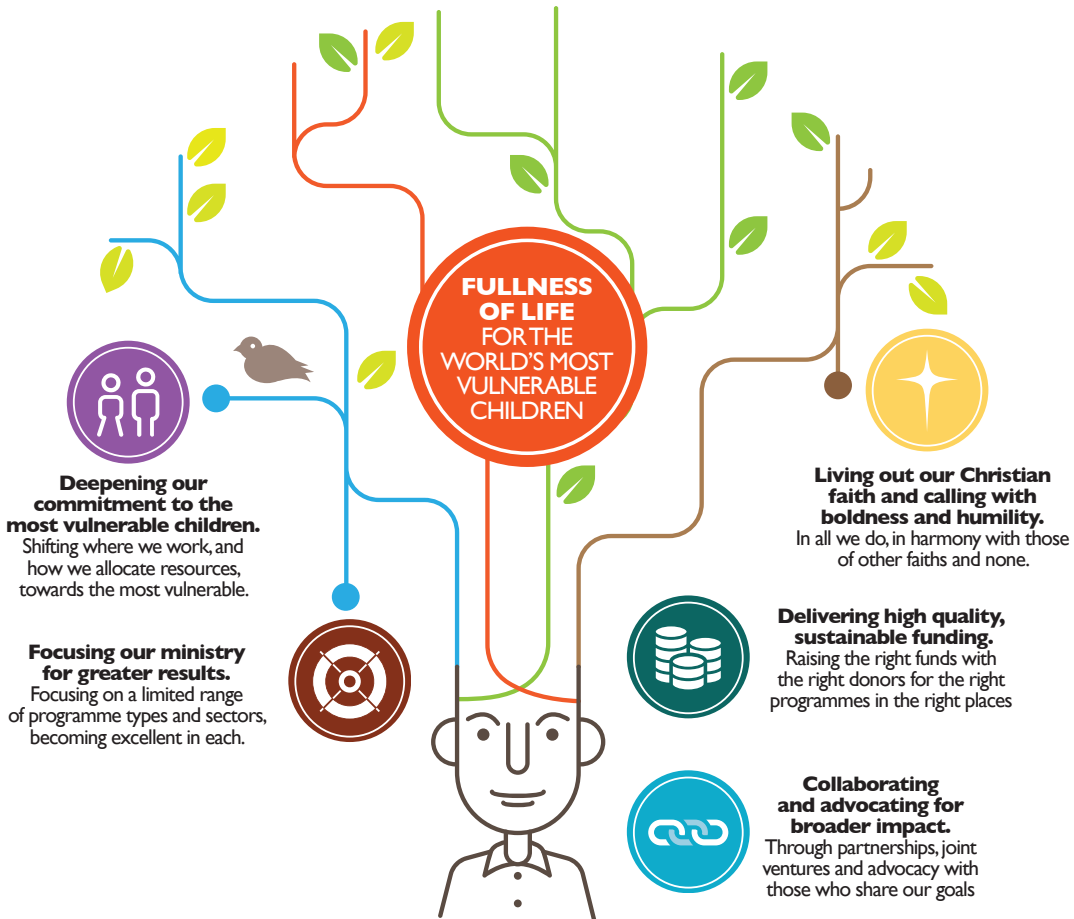 FULLNESS
OF LIFE
FOR THE
WORLD'S MOST
VULNERABLE
CHILDREN
Deepening our
commitment to the
most vulnerable children.
Shifting where we work, and
how we allocate resources,
towards the most vulnerable.
Focusing our ministry
for greater results.
Focusing on a limited range
of programme types and sectors,
becoming excellent in each.
Living out our Christian
faith and calling with
boldness and humility.
In all we do, in harmony with those
of other faiths and none.
Delivering high quality,
sustainable funding.
Raising the right funds with
the right donors for the right
programmes in the right places
Collaborating
and advocating for
broader impact.
Through partnerships, joint
ventures and advocacy with
those who share our goals